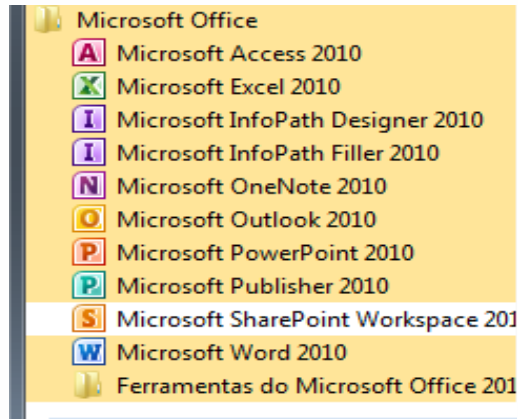 Microsoft Office
Microsoft Access 2010
Microsoft Excel 2010
Microsoft InfoPath Designer 2010
Microsoft InfoPath Filler 2010
Microsoft OneNote 2010
Microsoft Outlook 2010
Microsoft PowerPoint 2010
Microsoft Publisher 2010
Microsoft SharePoint Workspace 201
Microsoft Word 2010
Ferramentas do Microsoft Office 201